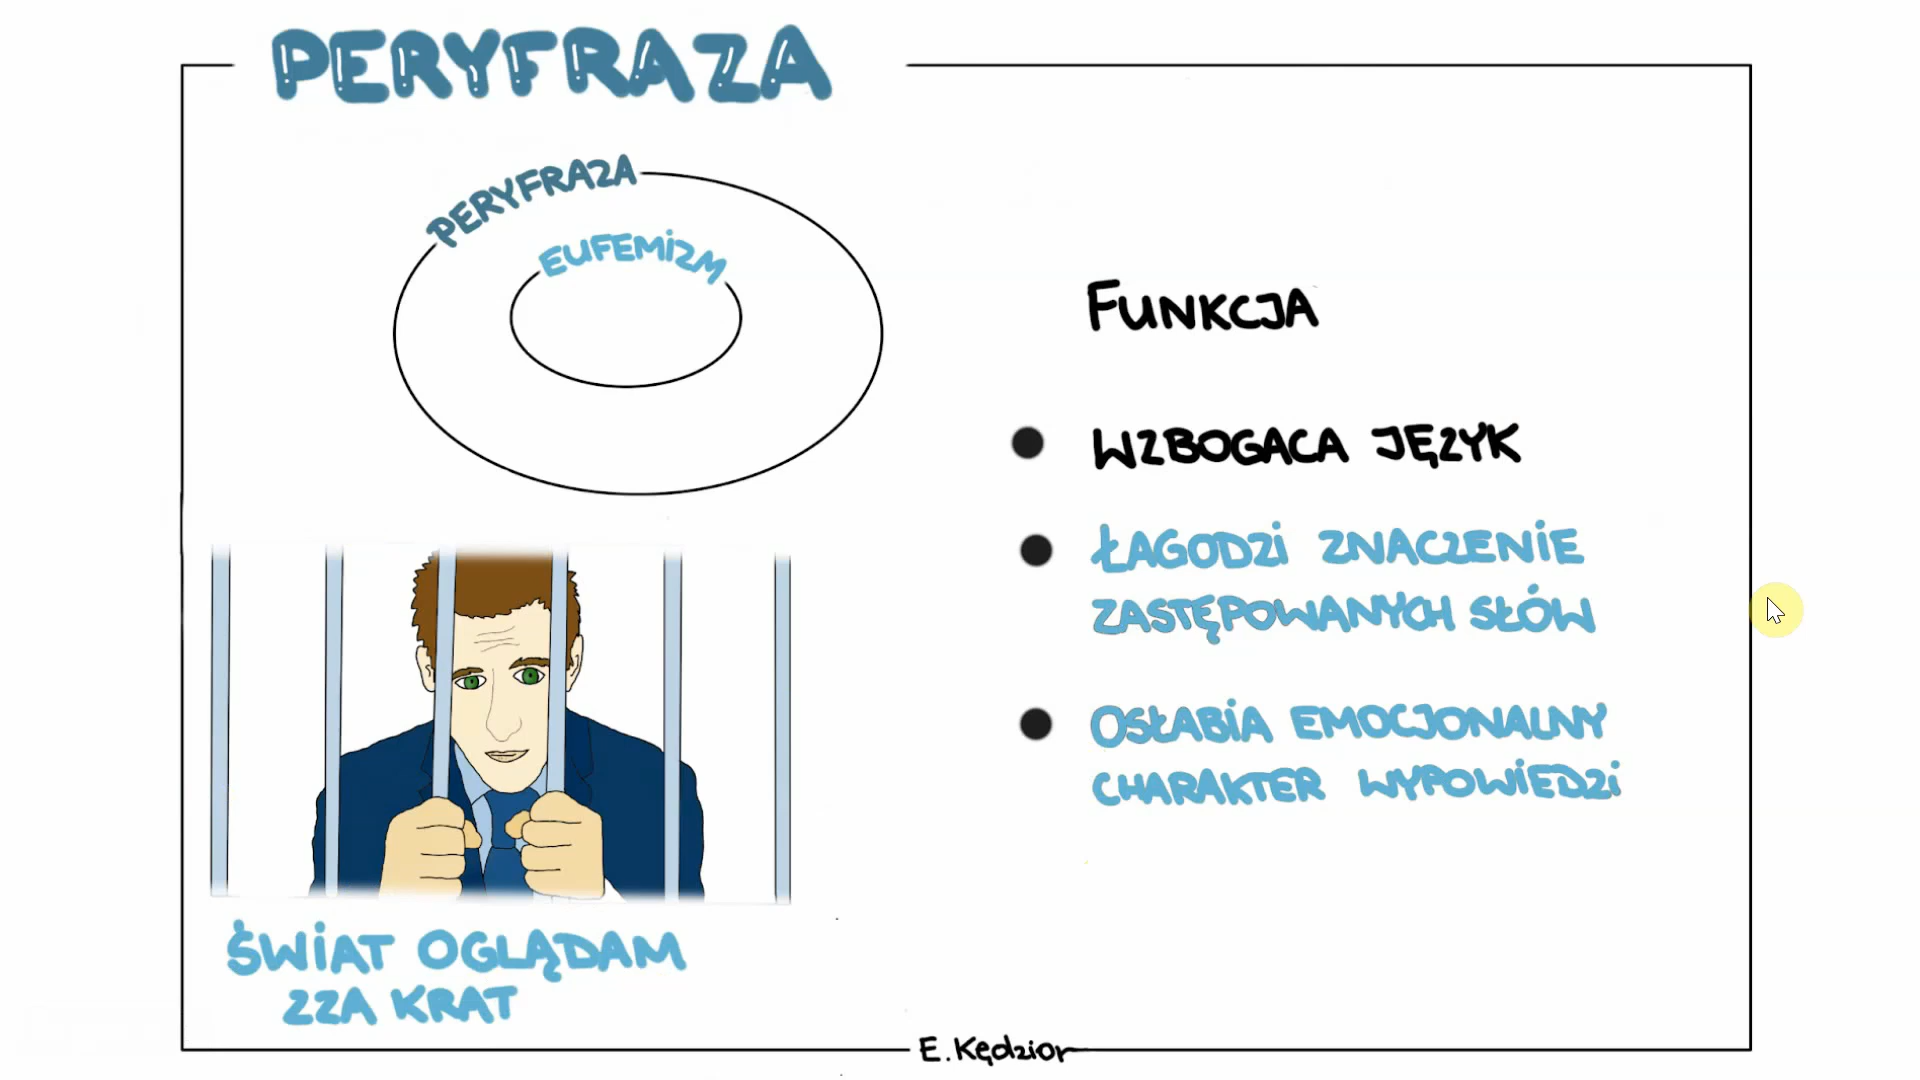 PERYFRAZA
PERYFRAZA
EUFEMIZM
ŚWIAT OGLĄDAM
ZZA KRAT
FUNKCJA
WZBOGACA JĘZYK
ŁAGODZI ZNACZENIE
ZASTĘPOWANYCH SŁÓW
OSŁABIA EMOCJONALNY
CHARAKTER WYPOWIEDZI
E. Kędzior